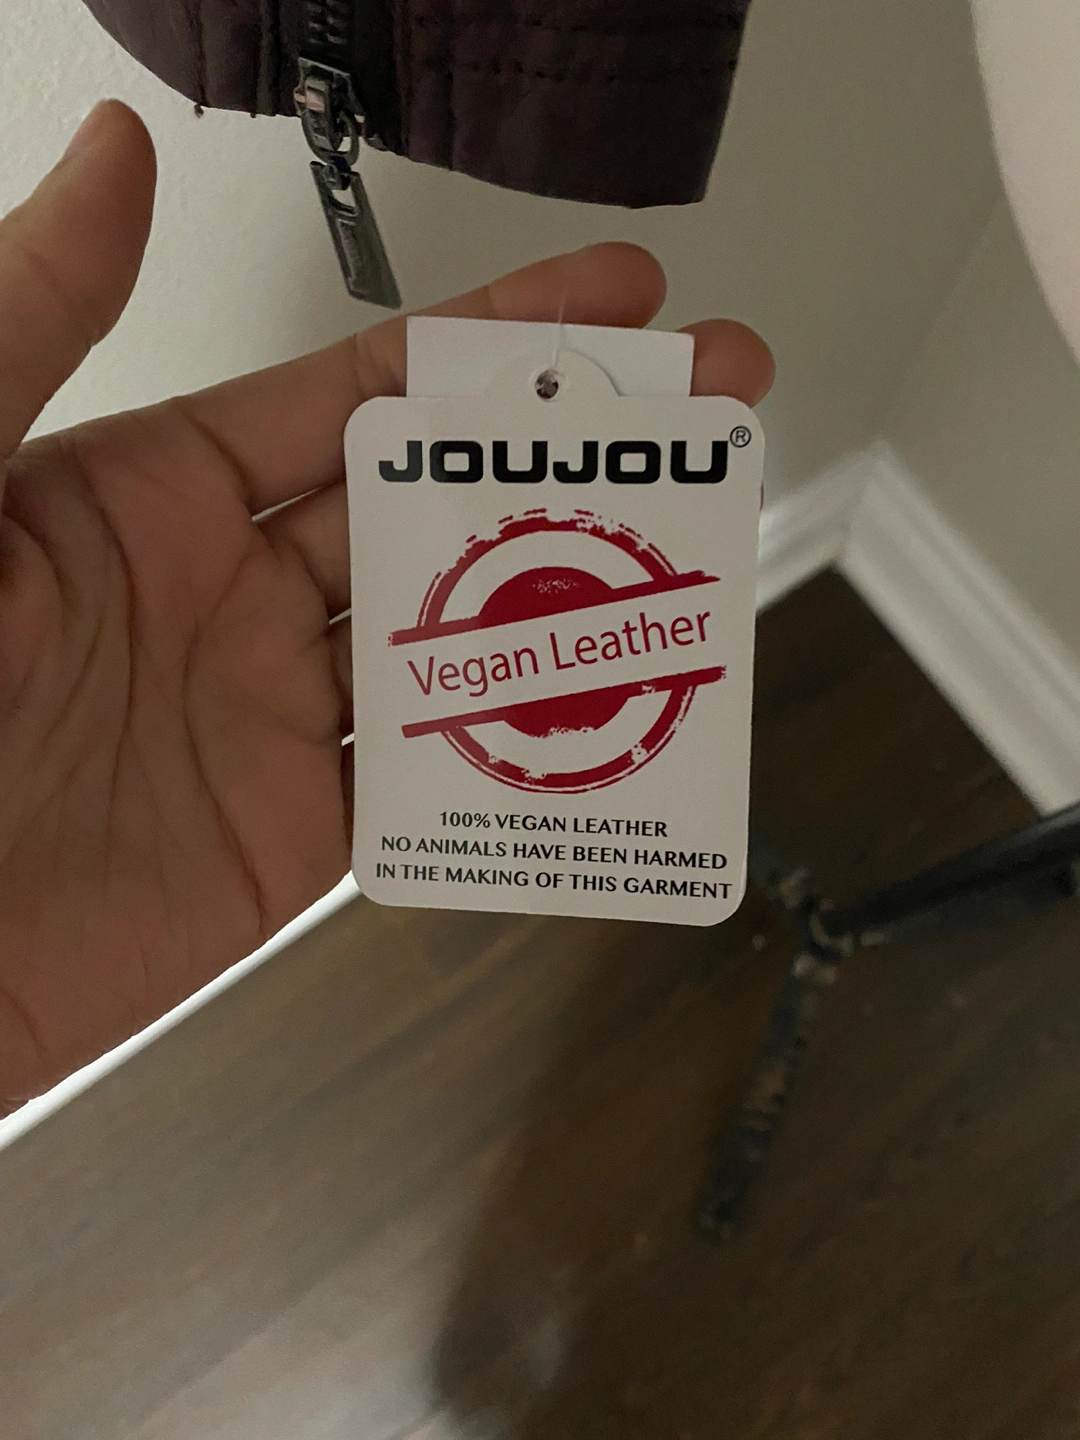 JOUJOU®
Vegan Leather
100% VEGAN LEATHER
NO ANIMALS HAVE BEEN HARMED
IN THE MAKING OF THIS GARMENT